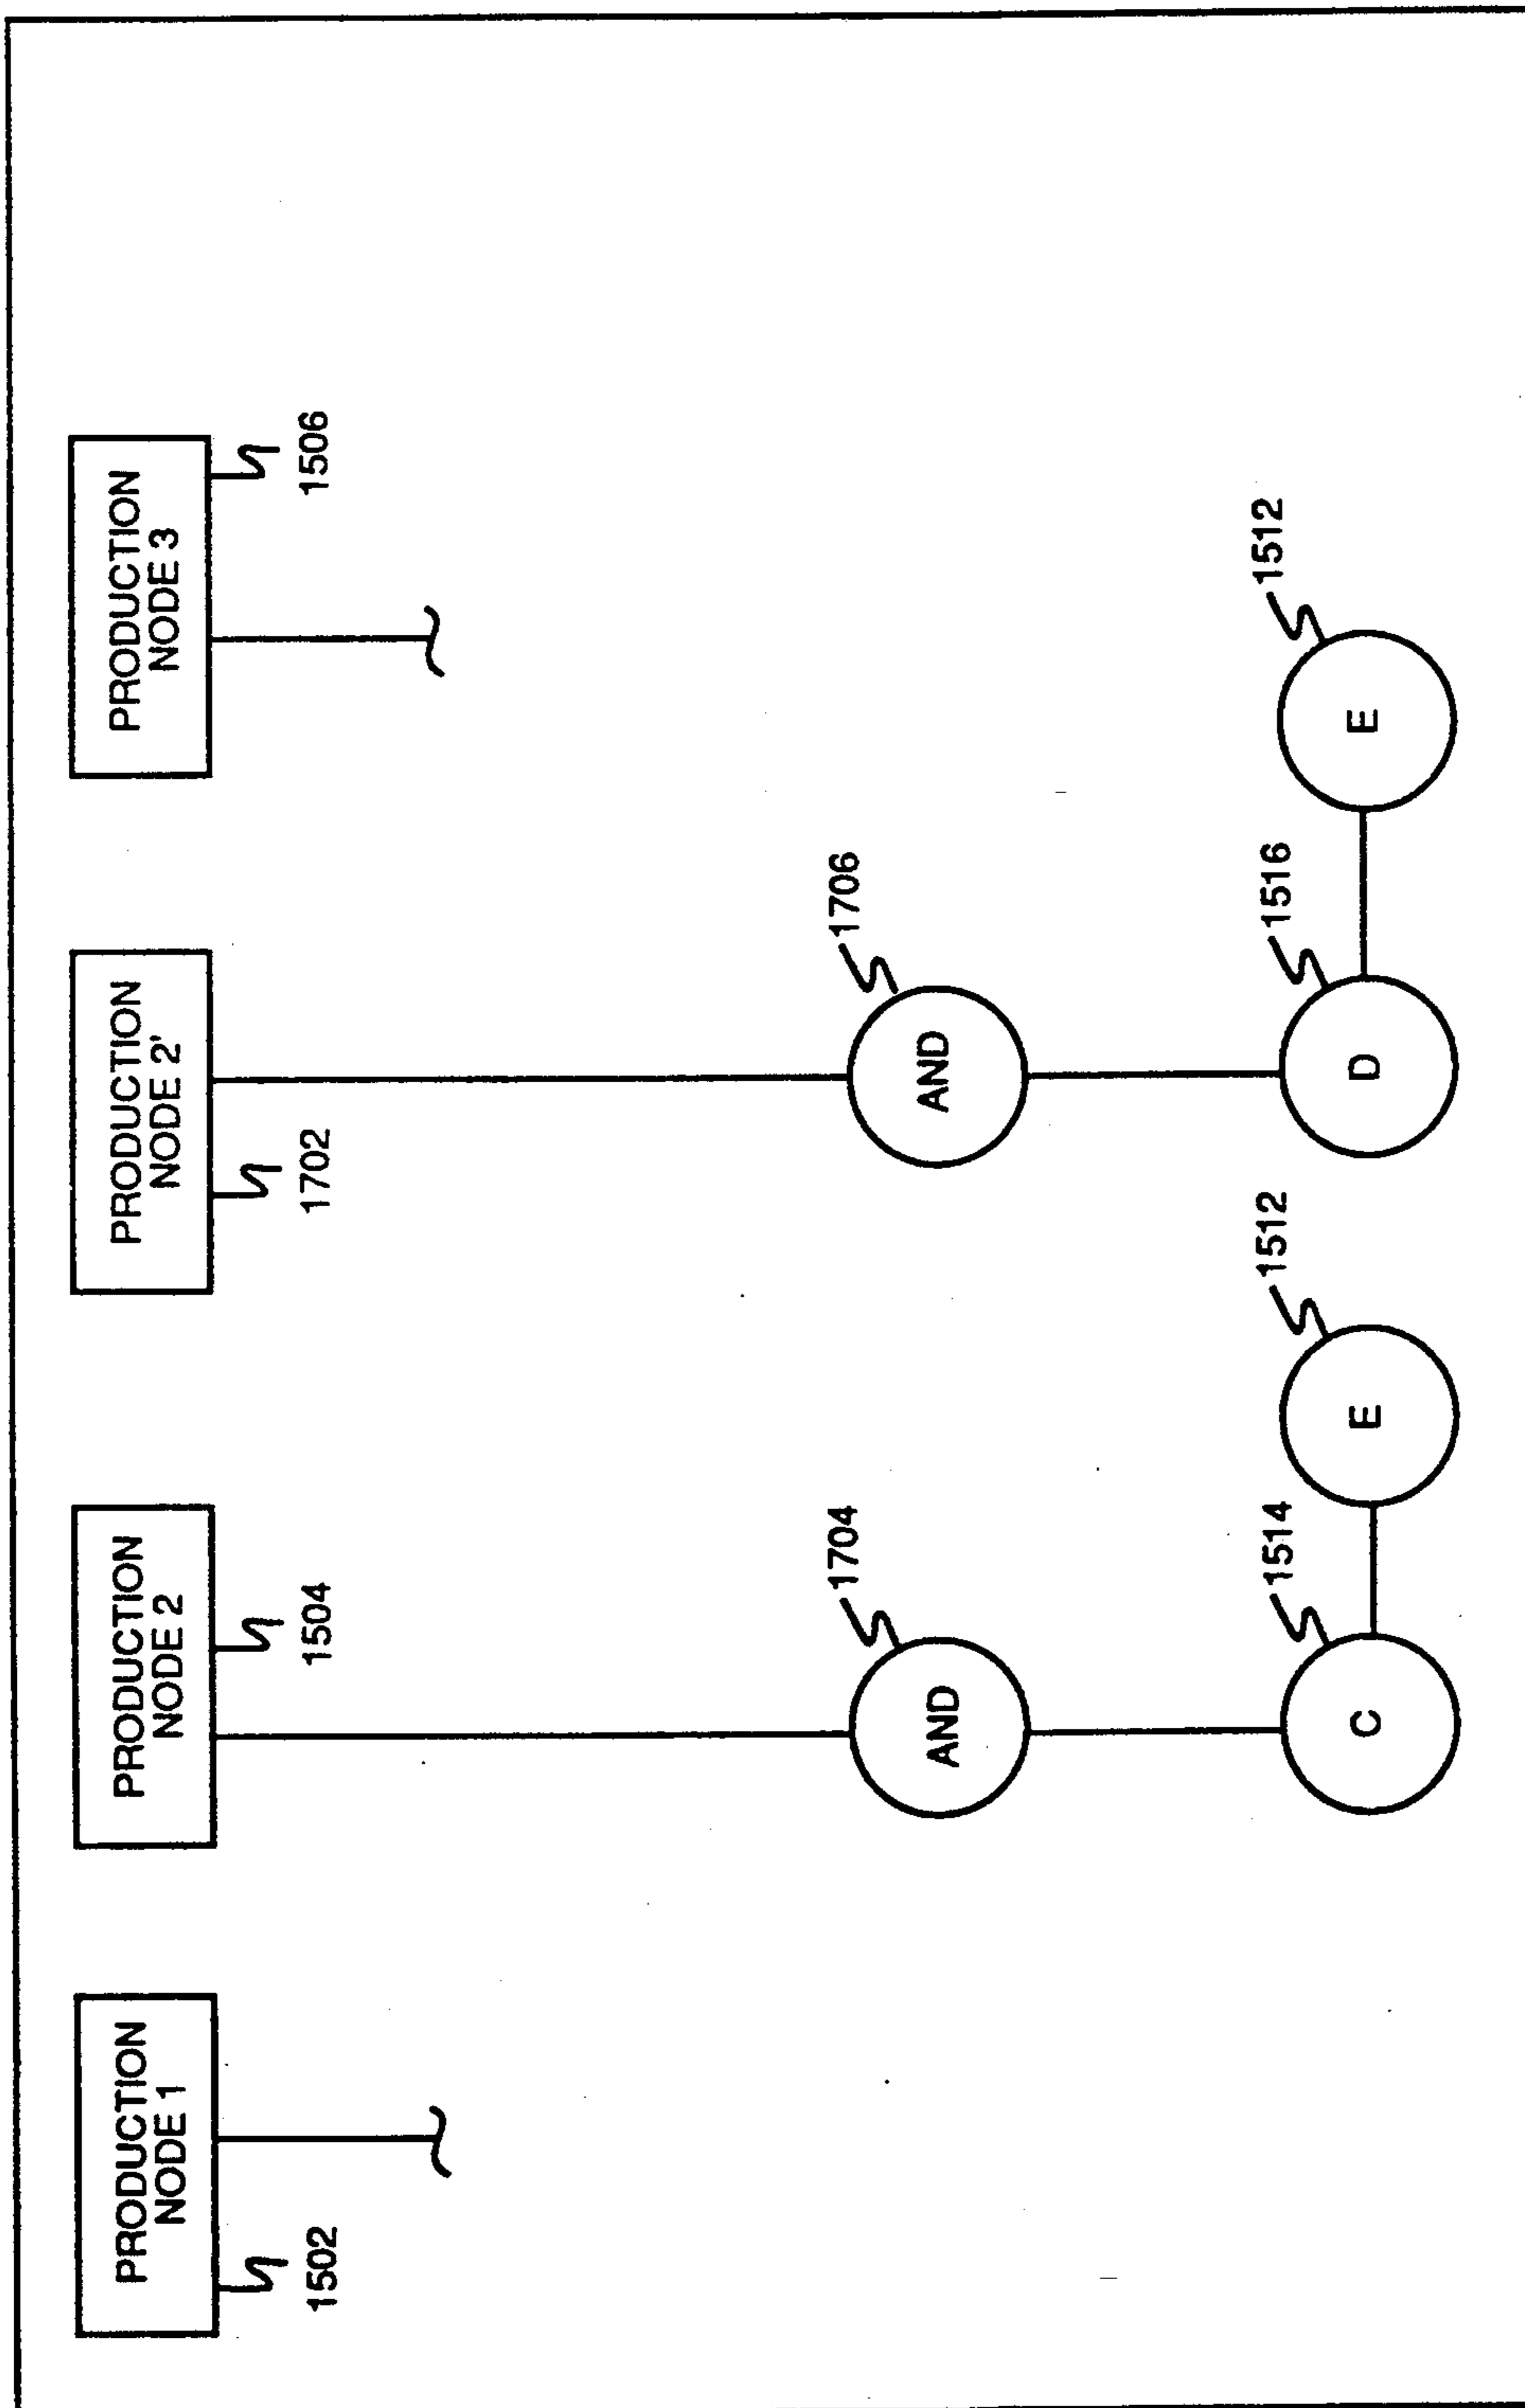 PRODUCTION
NODE 1
1502
PRODUCTION
NODE 2
1504
PRODUCTION
NODE 2'
1702
PRODUCTION
NODE 3
1506
AND
1704
AND
1706
C
1514
E
1512
D
1516
E
1512